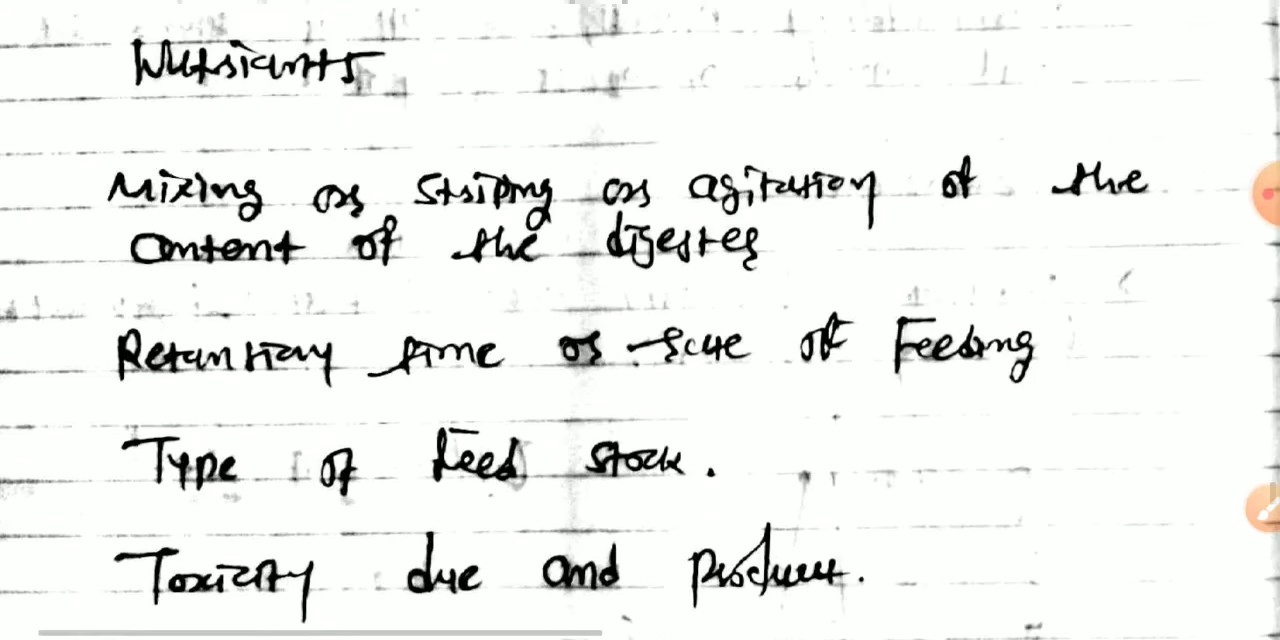 Nutrients
Mixing or Stirring or agitation of the
Content of the digester
Retention time or rate of Feeding
Type of feed stock.
Toxicity due and product.